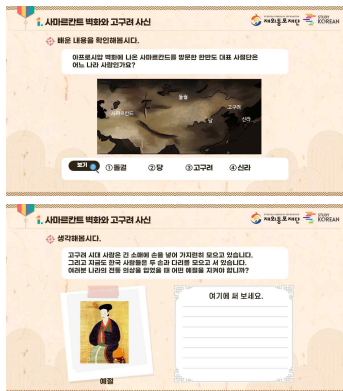 1. 사마르칸트 벽화와 고구려 사신
재외동포재단
STUDY KOREAN
배운 내용을 확인해봅시다.
아프로시압 벽화에 나온 사마르칸드를 방문한 한반도 대표 사절단은
어느 나라 사람인가요?
돌궐
고구려
사마르칸드
당
신라
보기
①돌궐 ②당 ③고구려 ④신라
1. 사마르칸트 벽화와 고구려 사신
재외동포재단
STUDY KOREAN
생각해봅시다.
고구려 시대 사람은 긴 소매에 손을 넣어 가지런히 모으고 있습니다.
그리고 지금도 한국 사람들은 두 손과 다리를 모으고 서 있습니다.
여러분 나라의 전통 의상을 입었을 때 어떤 예절을 지켜야 합니까?
여기에 써 보세요.
예절